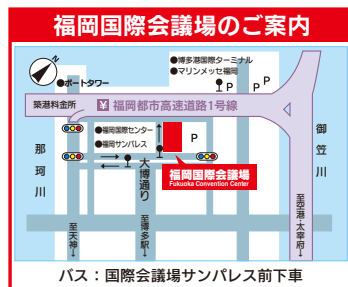 福岡国際会議場のご案内
N
●博多港国際ターミナル
●マリンメッセ福岡
●ポートタワー
P
P
P
築港料金所
¥ 福岡都市高速道路1号線
●福岡国際センター
●福岡サンパレス
P
御笠川
那珂川
大博通り
福岡国際会議場
Fukuoka Convention Center
至天神↓
至博多駅↓
至空港・太宰府↓
バス：国際会議場サンパレス前下車